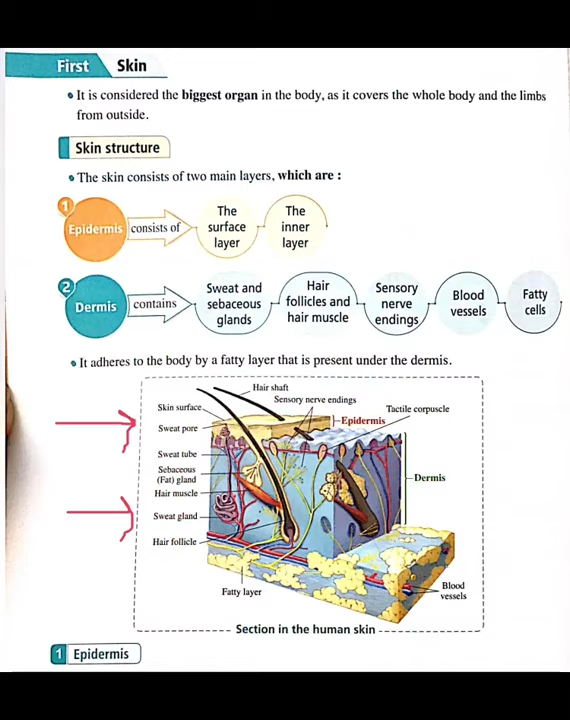 First Skin
• It is considered the biggest organ in the body, as it covers the whole body and the limbs
from outside.
Skin structure
• The skin consists of two main layers, which are :
1
Epidermis
consists of
The
surface
layer
The
inner
layer
2
Dermis
contains
Sweat and
sebaceous
glands
Hair
follicles and
hair muscle
Sensory
nerve
endings
Blood
vessels
Fatty
cells
• It adheres to the body by a fatty layer that is present under the dermis.
Hair shaft
Sensory nerve endings
Skin surface
Tactile corpuscle
Epidermis
Sweat pore
Sweat tube
Sebaceous
(Fat) gland
Dermis
Hair muscle
Sweat gland
Hair follicle
Fatty layer
Blood
vessels
Section in the human skin
1 Epidermis